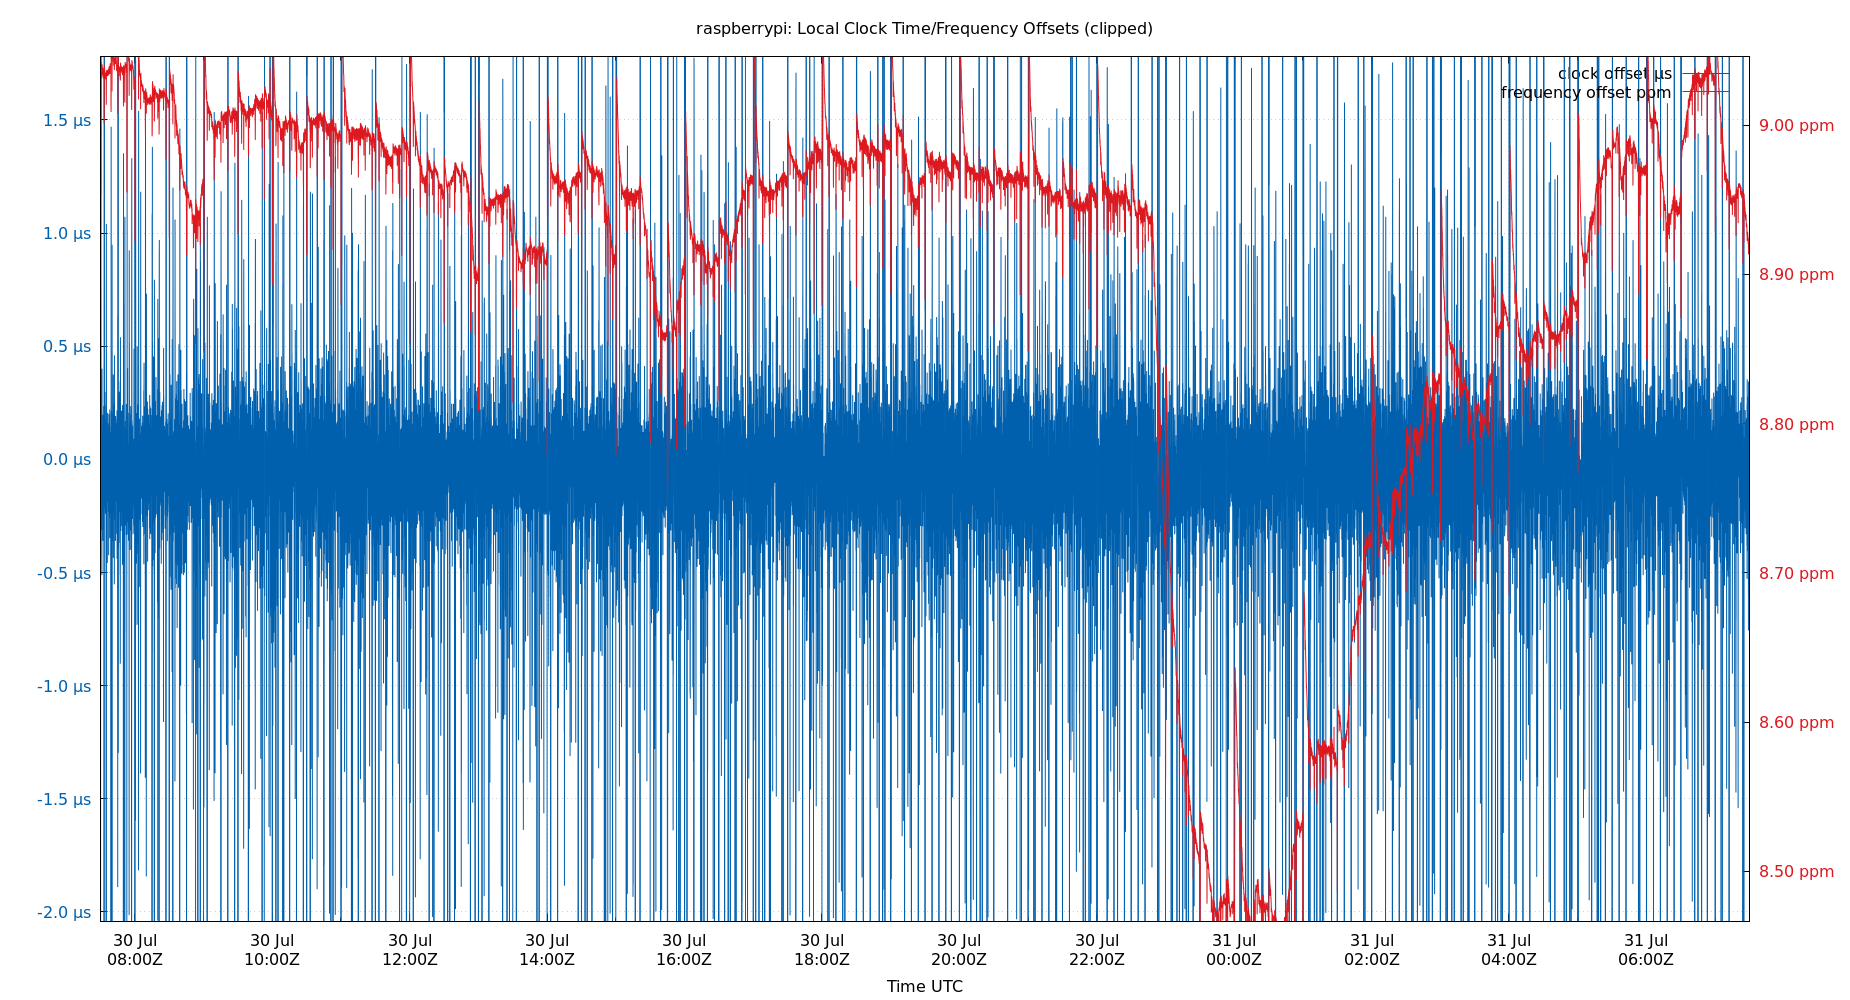 raspberrypi: Local Clock Time/Frequency Offsets (clipped)
clock offset µs
frequency offset ppm
1.5 µs
1.0 µs
0.5 µs
0.0 µs
-0.5 µs
-1.0 µs
-1.5 µs
-2.0 µs
9.00 ppm
8.90 ppm
8.80 ppm
8.70 ppm
8.60 ppm
8.50 ppm
30 Jul
08:00Z
30 Jul
10:00Z
30 Jul
12:00Z
30 Jul
14:00Z
30 Jul
16:00Z
30 Jul
18:00Z
30 Jul
20:00Z
30 Jul
22:00Z
31 Jul
00:00Z
31 Jul
02:00Z
31 Jul
04:00Z
31 Jul
06:00Z
Time UTC